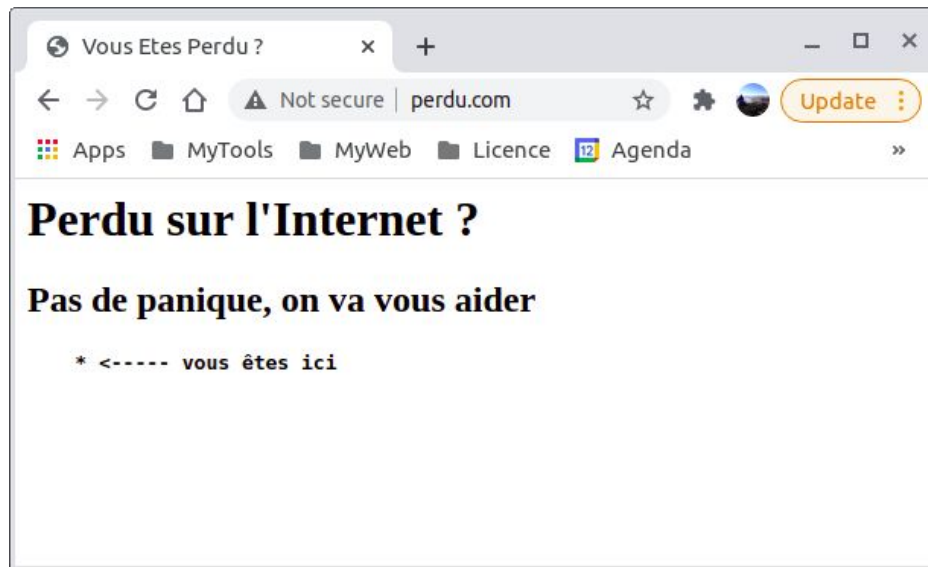 Vous Etes Perdu ?
Not secure perdu.com Update
Apps MyTools MyWeb Licence 12 Agenda
Perdu sur l'Internet ?
Pas de panique, on va vous aider
* <----- vous êtes ici